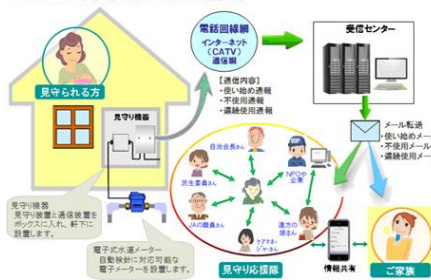 電話回線網
インターネット
(CATV)
通信網
受信センター
見守られる方
見守り機器
【通信内容】
・使い始め通報
・不使用通報
・連続使用通報
メール転送
・使い始めメー
・不使用メール
・連続使用メー
自治会長さん
民生委員さん
NPOや
企業
JAの職員さん
遠方の
ケアマネー
ジャーさん
見守り機器
見守り装置と通信装置を
ボックスに入れ、軒下に
設置します。
電子式水道メーター
自動検針に対応可能な
電子メーターを設置します。
見守り応援隊
情報共有
ご家族